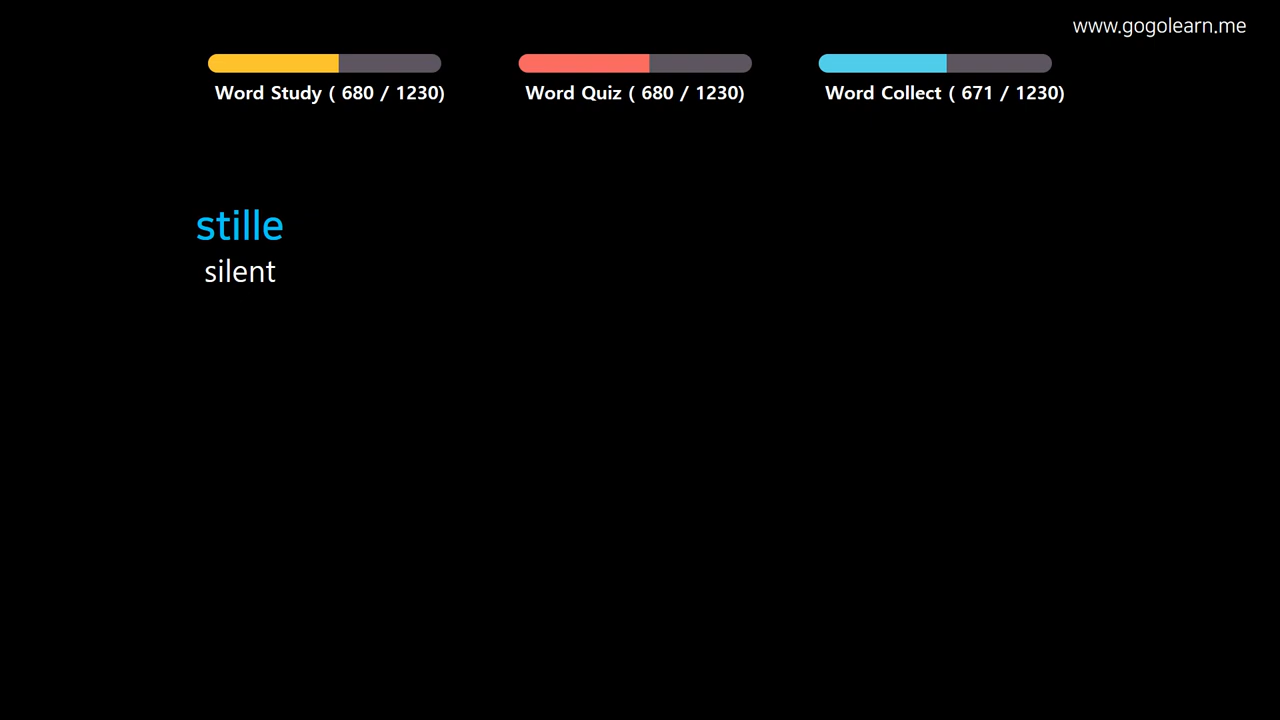 www.gogolearn.me
Word Study ( 680 / 1230)
Word Quiz ( 680 / 1230)
Word Collect ( 671 / 1230)
stille
silent